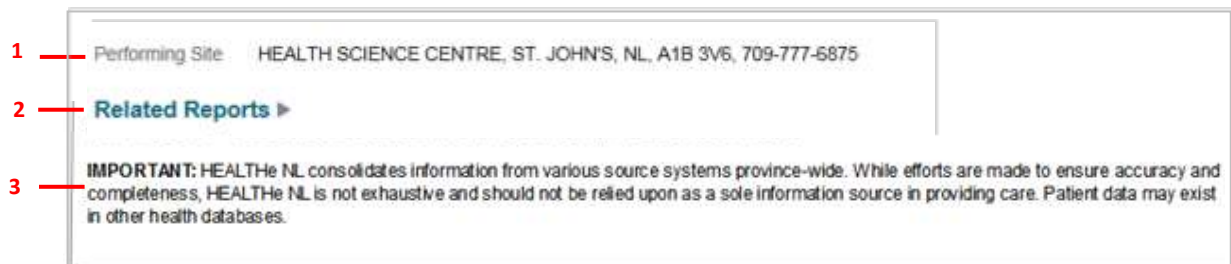 1 Performing Site HEALTH SCIENCE CENTRE, ST. JOHN'S, NL, A1B 3V6, 709-777-6875
2 Related Reports ▶
IMPORTANT: HEALTHe NL consolidates information from various source systems province-wide. While efforts are made to ensure accuracy and
3 completeness, HEALTHe NL is not exhaustive and should not be relied upon as a sole information source in providing care. Patient data may exist
in other health databases.